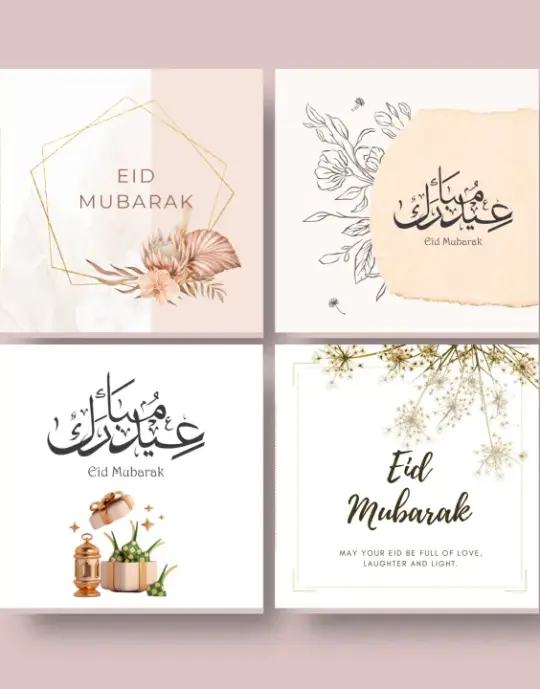 EID
MUBARAK
عيد مبارك
Eid Mubarak
عيد مبارك
Eid Mubarak
Eid
Mubarak
MAY YOUR EID BE FULL OF LOVE,
LAUGHTER AND LIGHT.